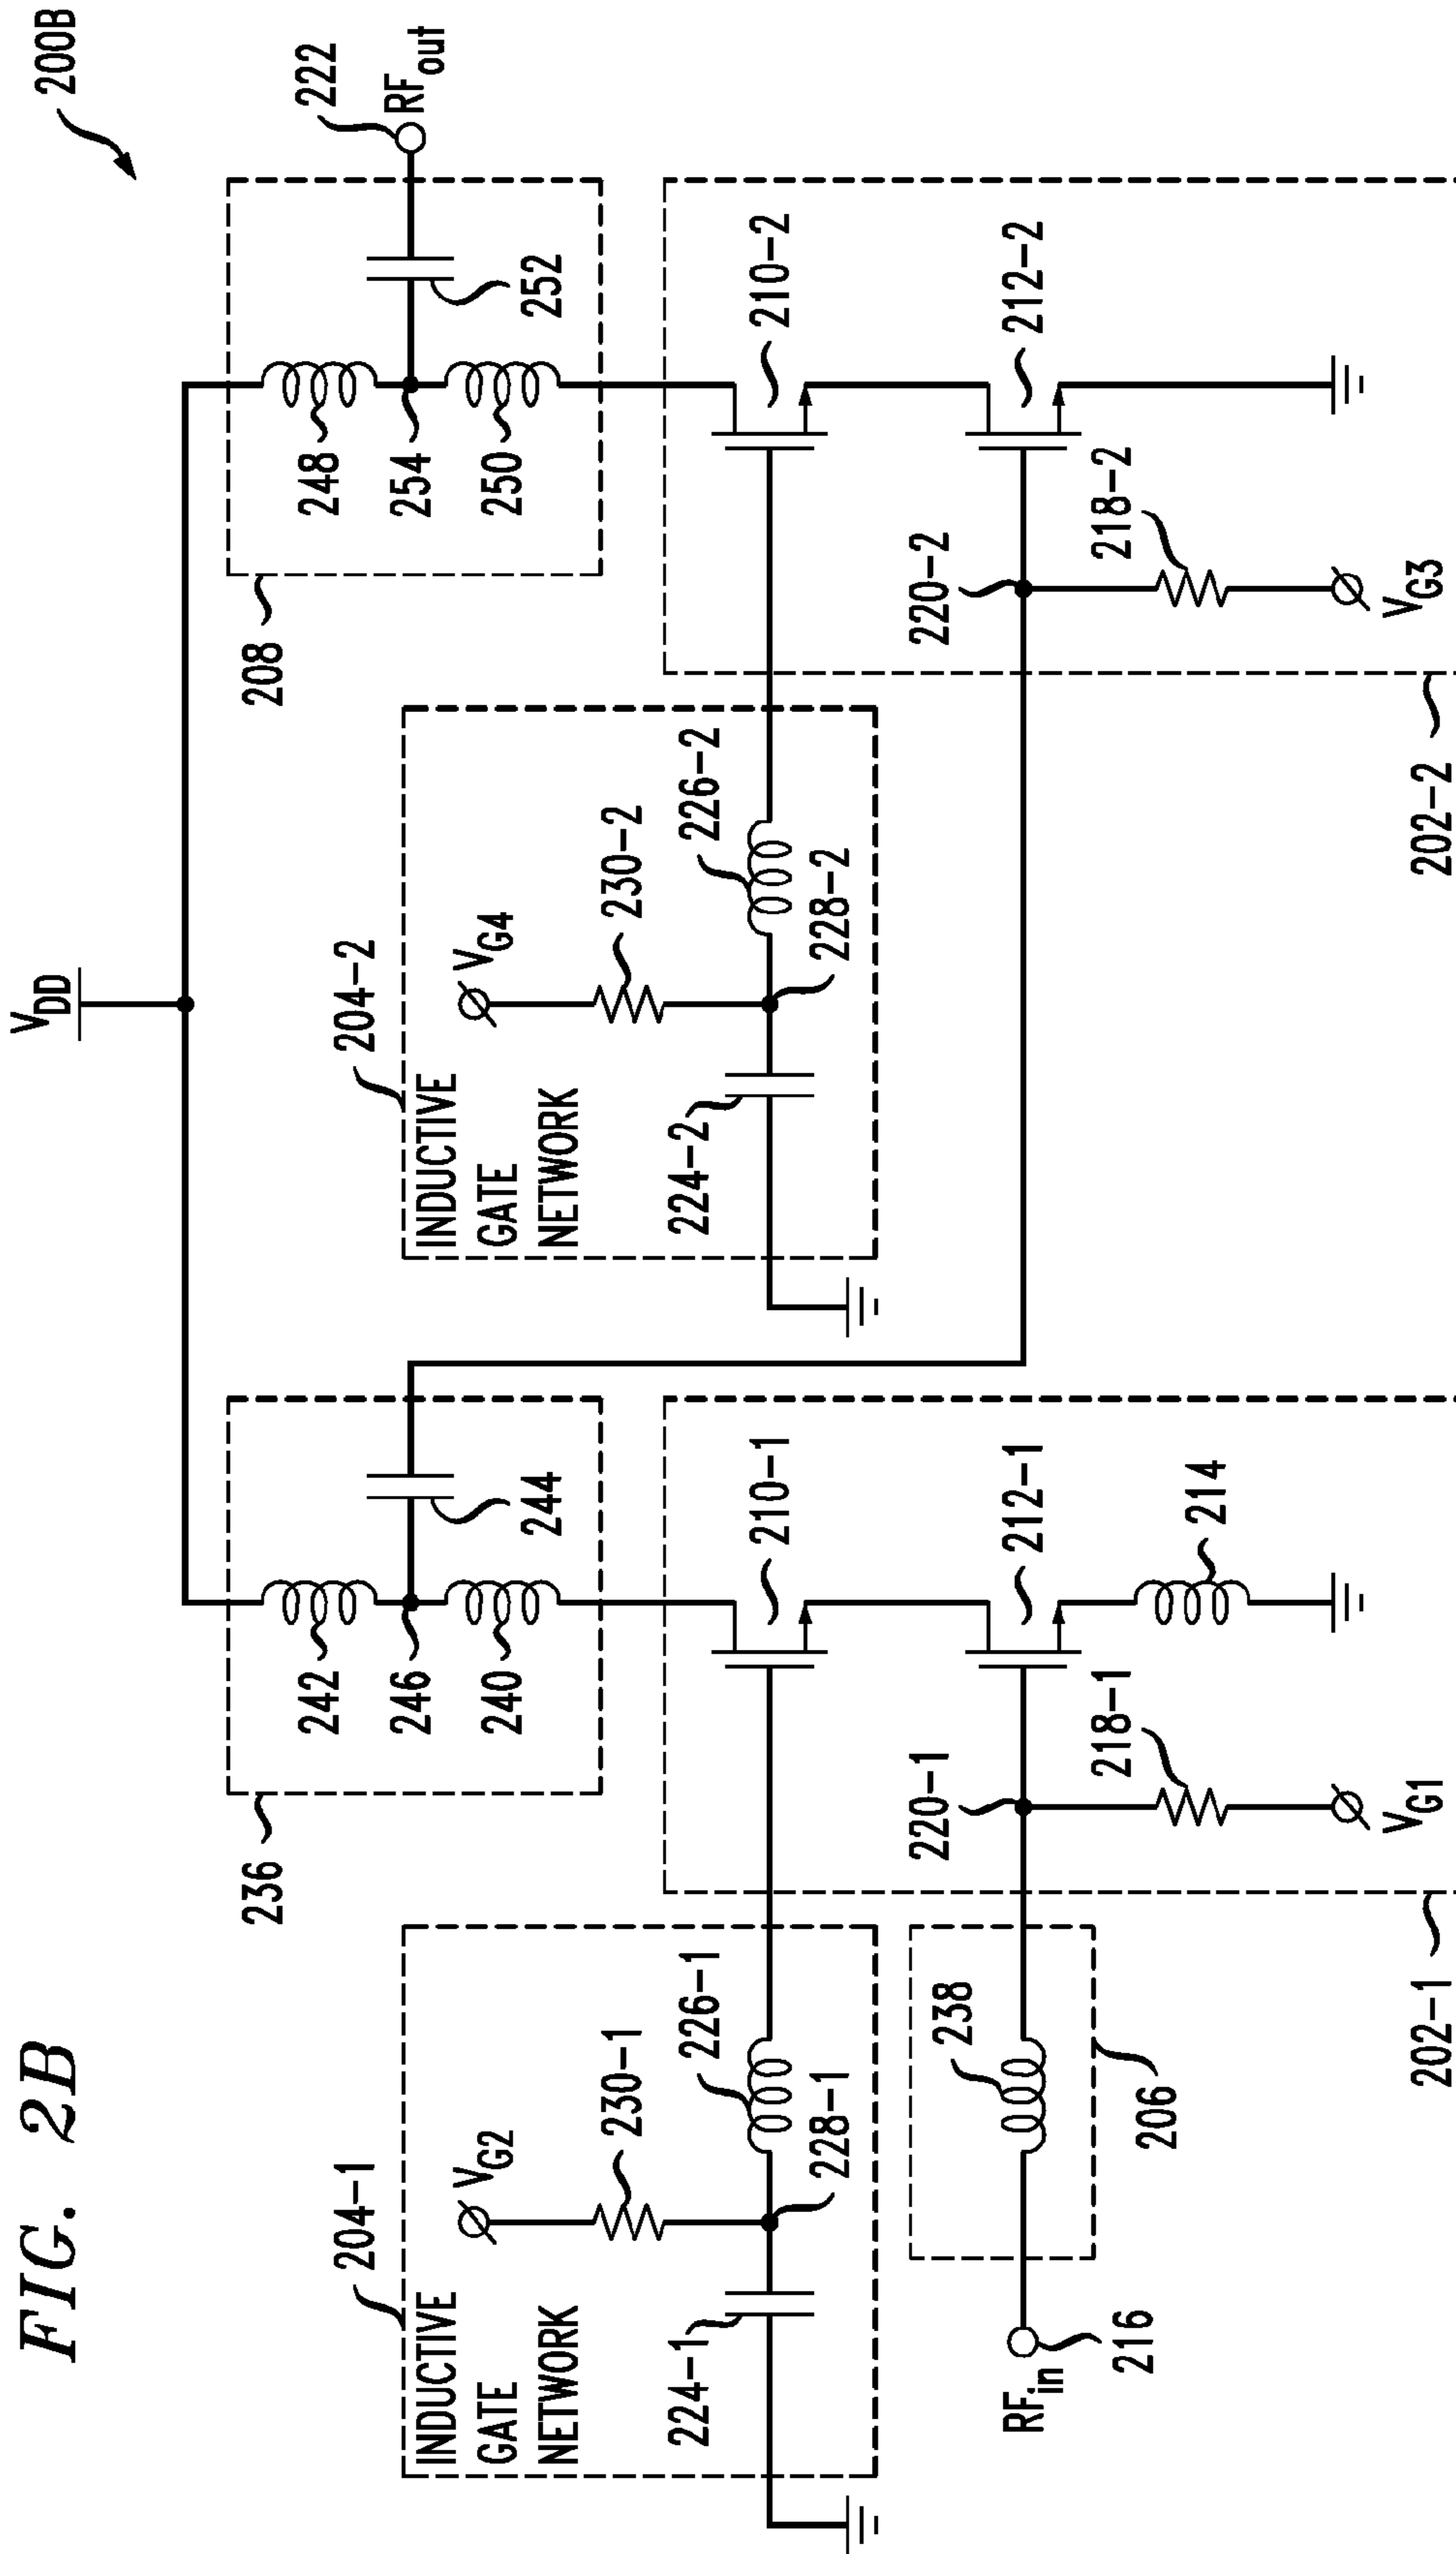 FIG. 2B
200B
VDD
236
242
246
240
244
208
248
254
250
252
222
RFout
204-1
INDUCTIVE
GATE
NETWORK
VG2
230-1
224-1
226-1
228-1
204-2
INDUCTIVE
GATE
NETWORK
VG4
230-2
224-2
226-2
228-2
210-1
212-1
214
220-1
218-1
VG1
202-1
210-2
212-2
220-2
218-2
VG3
202-2
RFin
216
238
206